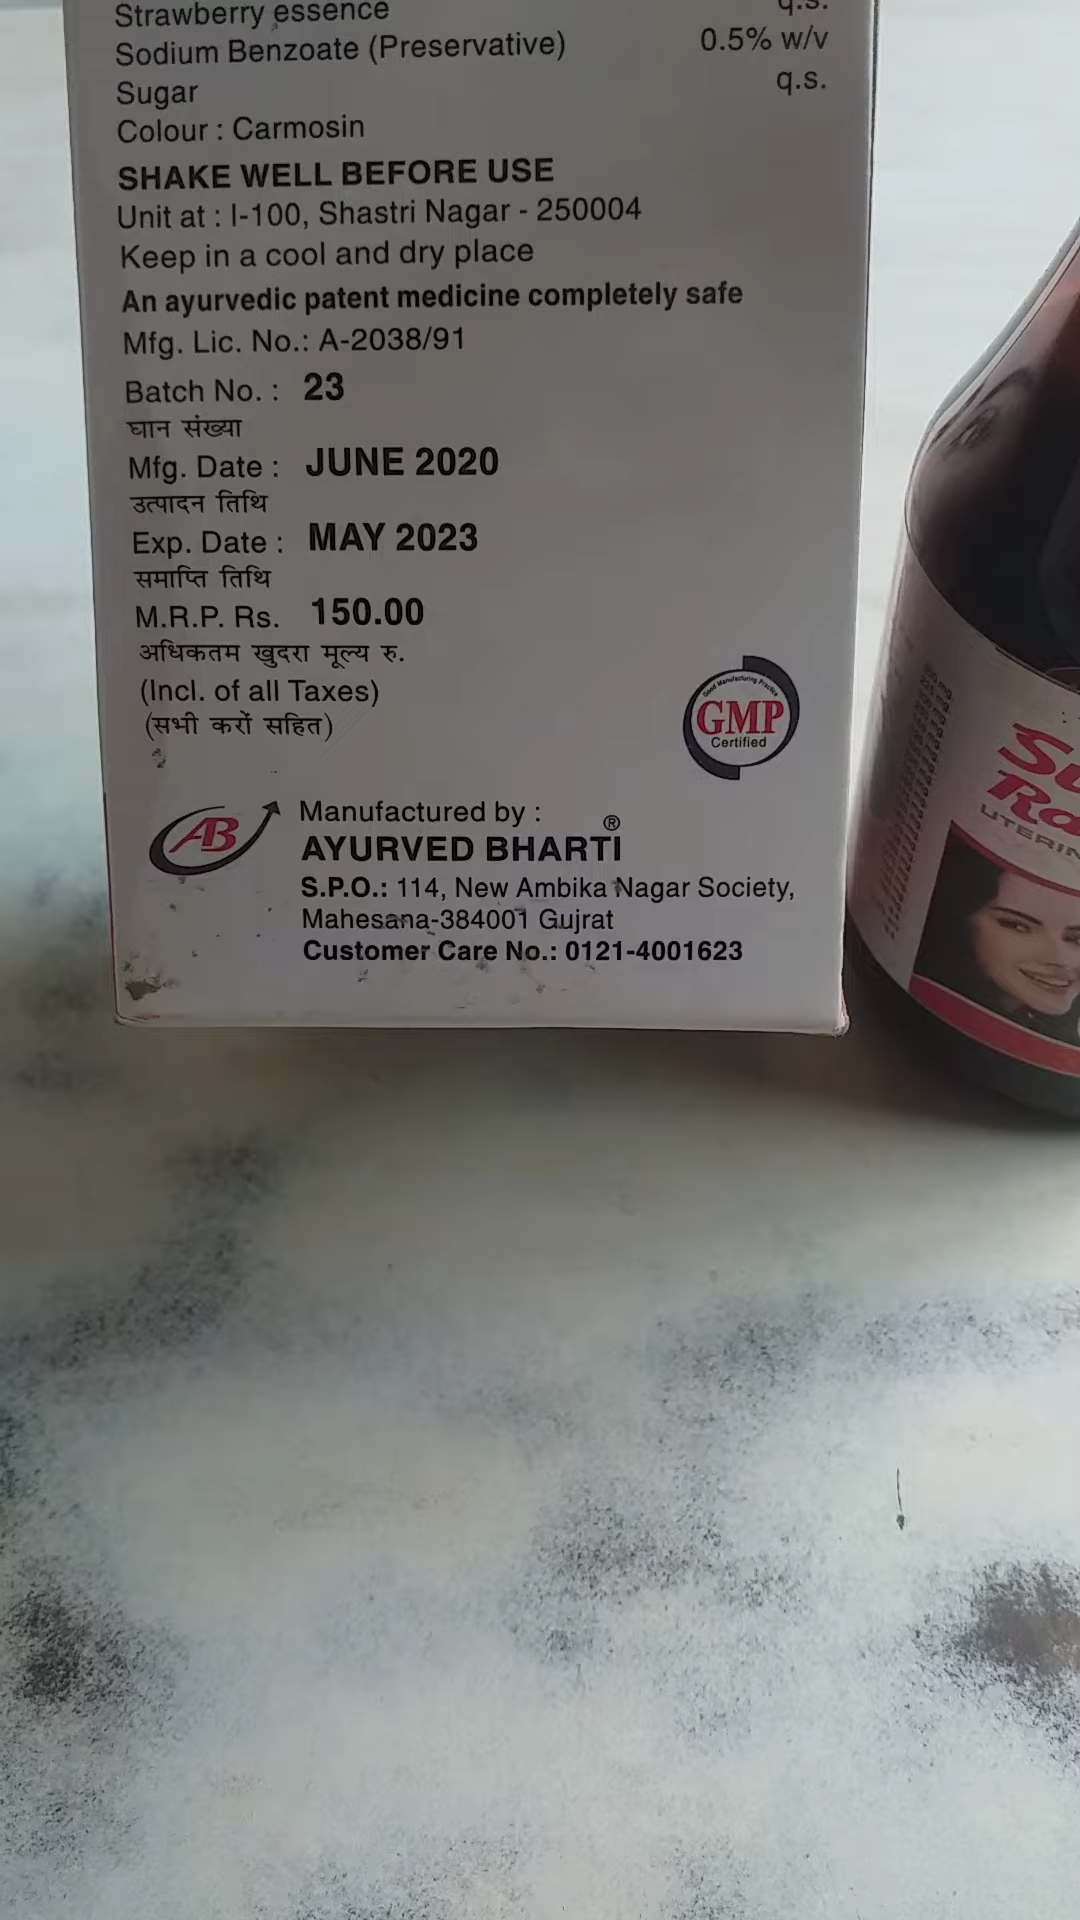 Strawberry essence q.s.
Sodium Benzoate (Preservative) 0.5% w/v
Sugar q.s.
Colour : Carmosin
SHAKE WELL BEFORE USE
Unit at : I-100, Shastri Nagar - 250004
Keep in a cool and dry place
An ayurvedic patent medicine completely safe
Mfg. Lic. No.: A-2038/91
Batch No. : 23
घान संख्या
Mfg. Date : JUNE 2020
उत्पादन तिथि
Exp. Date : MAY 2023
समाप्ति तिथि
M.R.P. Rs. 150.00
अधिकतम खुदरा मूल्य रु.
(Incl. of all Taxes)
(सभी करों सहित)
Good Manufacturing Practice
GMP
Certified
AB
Manufactured by :
AYURVED BHARTI ®
S.P.O.: 114, New Ambika Nagar Society,
Mahesana-384001 Gujrat
Customer Care No.: 0121-4001623